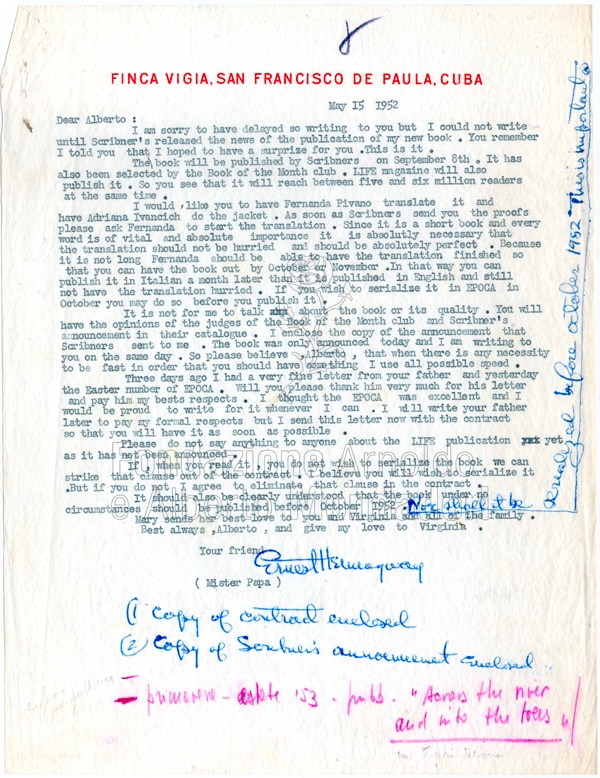 FINCA VIGIA, SAN FRANCISCO DE PAULA, CUBA
May 15 1952
Dear Alberto :
I am sorry to have delayed so writing to you but I could not write
until Scribner's released the news of the publication of my new book . You remember
I told you that I hoped to have a surprise for you .This is it .
The book will be published by Scribners on September 8th . It has
also been selected by the Book of the Month club . LIFE magazine will also
publish it . So you see that it will reach between five and six million readers
at the same time .
I would like you to have Fernanda Pivano translate it and
have Adriana Ivancich do the jacket . As soon as Scribners send you the proofs
please ask Fernanda to start the translation . Since it is a short book and every
word is of vital and absolute importance it is absolutly necessary that
the translation should not be hurried and should be absolutely perfect . Because
it is not long Fernanda should be able to have the translation finished so
that you can have the book out by October or November .In that way you can
publish it in Italian a month later than it is published in English and still
not have the translation hurried . If you wish to serialize it in EPOCA in
October you may do so before you publish it .
It is not for me to talk about the book or its quality . You will
have the opinions of the judges of the Book of the Month club and Scribner's
announcement in their catalogue . I enclose the copy of the announcement that
Scribners sent to me . The book was only announced today and I am writing to
you on the same day . So please believe ,Alberto , that when there is any necessity
to be fast in order that you should have something I use all possible speed .
Three days ago I had a very fine letter from your father and yesterday
the Easter number of EPOCA . Will you please thank him very much for his letter
and pay him my bests respects . I thought the EPOCA was excellent and I
would be proud to write for it whenever I can . I will write your father
later to pay my formal respects but I send this letter now with the contract
so that you will have it as soon as possible .
Please do not say anything to anyone about the LIFE publication yet
as it has not been announced .
If , when you read it , you do not wish to serialize the book we can
strike that clause out of the contract . I believe you will wish to serialize it
.But if you do not I agree to eliminate that clause in the contract .
It should also be clearly understood that the book under no
circumstances should be published before October 1952 . Nor shall it be
serialized before October 1952 This is important
Mary sends her best love to you and Virginia and all of the family .
Best always ,Alberto , and give my love to Virginia .
Your friend
Ernest Hemingway
( Mister Papa )
(1 Copy of contract enclosed
(2) Copy of Scribner's announcement enclosed..
= primavera - estate '53 - pubb. "Across the river
and into the trees"
Fondazione Arnoldo
e Alberto Mondadori